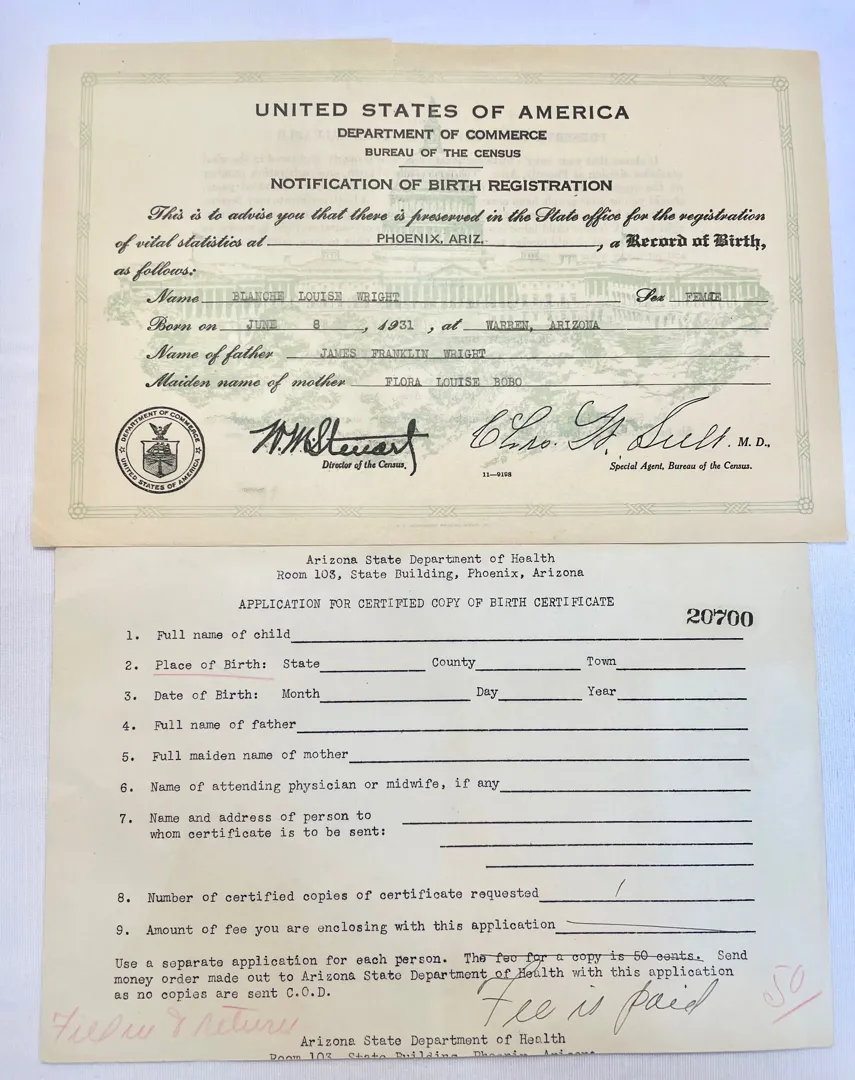 UNITED STATES OF AMERICA
DEPARTMENT OF COMMERCE
BUREAU OF THE CENSUS
NOTIFICATION OF BIRTH REGISTRATION
This is to advise you that there is preserved in the State office for the registration
of vital statistics at PHOENIX, ARIZ. , a Record of Birth,
as follows:
Name BLANCHE LOUISE WRIGHT Sex
Born on JUNE 8 , 1931 , at WARREN, ARIZONA
Name of father JAMES FRANKLIN WRIGHT
Maiden name of mother FLORA LOUISE BOBO
DEPARTMENT OF COMMERCE
UNITED STATES OF AMERICA
W. M. Steuart
M. D.,
Director of the Census.
Special Agent, Bureau of the Census.
11—9198
Arizona State Department of Health
Room 103, State Building, Phoenix, Arizona
APPLICATION FOR CERTIFIED COPY OF BIRTH CERTIFICATE
20700
1. Full name of child
2. Place of Birth: State County Town
3. Date of Birth: Month Day Year
4. Full name of father
5. Full maiden name of mother
6. Name of attending physician or midwife, if any
7. Name and address of person to
whom certificate is to be sent:
8. Number of certified copies of certificate requested 1
9. Amount of fee you are enclosing with this application
Use a separate application for each person. The fee for a copy is 50 cents. Send
money order made out to Arizona State Department of Health with this application
as no copies are sent C.O.D.
Fee is paid
50
Fill in & return
Arizona State Department of Health
Room 103, State Building, Phoenix, Arizona